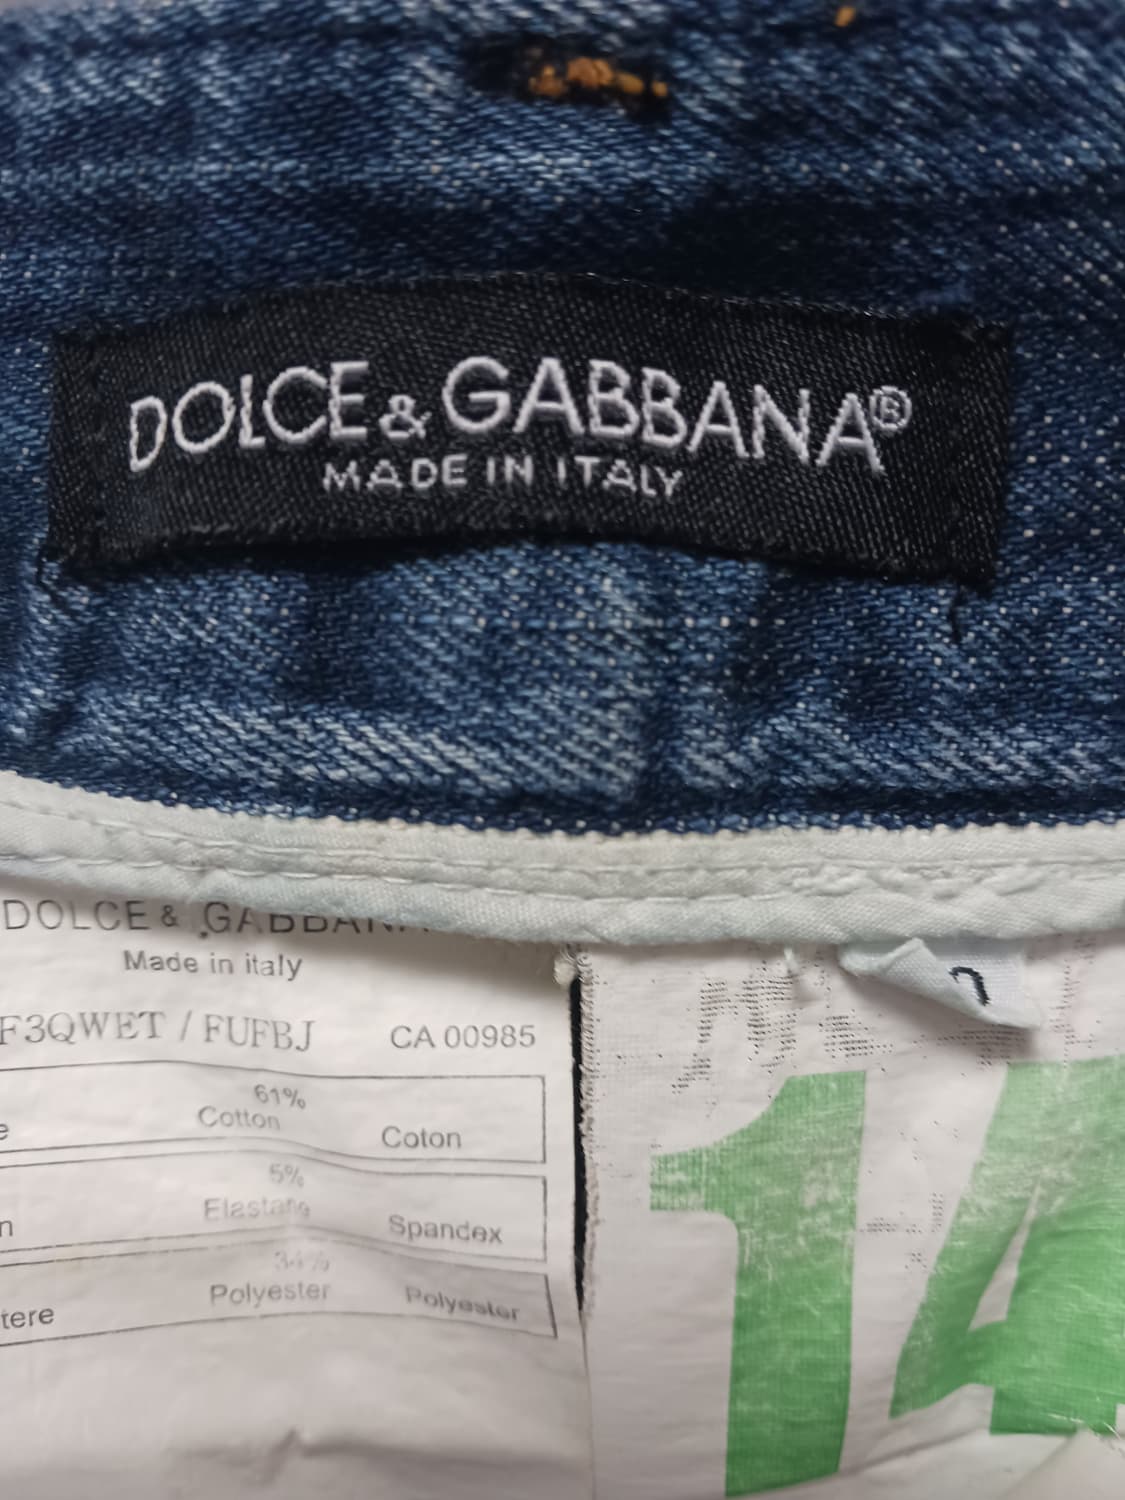 DOLCE & GABBANA®
MADE IN ITALY
DOLCE & GABBANA
Made in italy
F3QWET / FUFBJ CA 00985
61%
Cotton Coton
5%
n Elastane Spandex
34%
tere Polyester Polyester
14